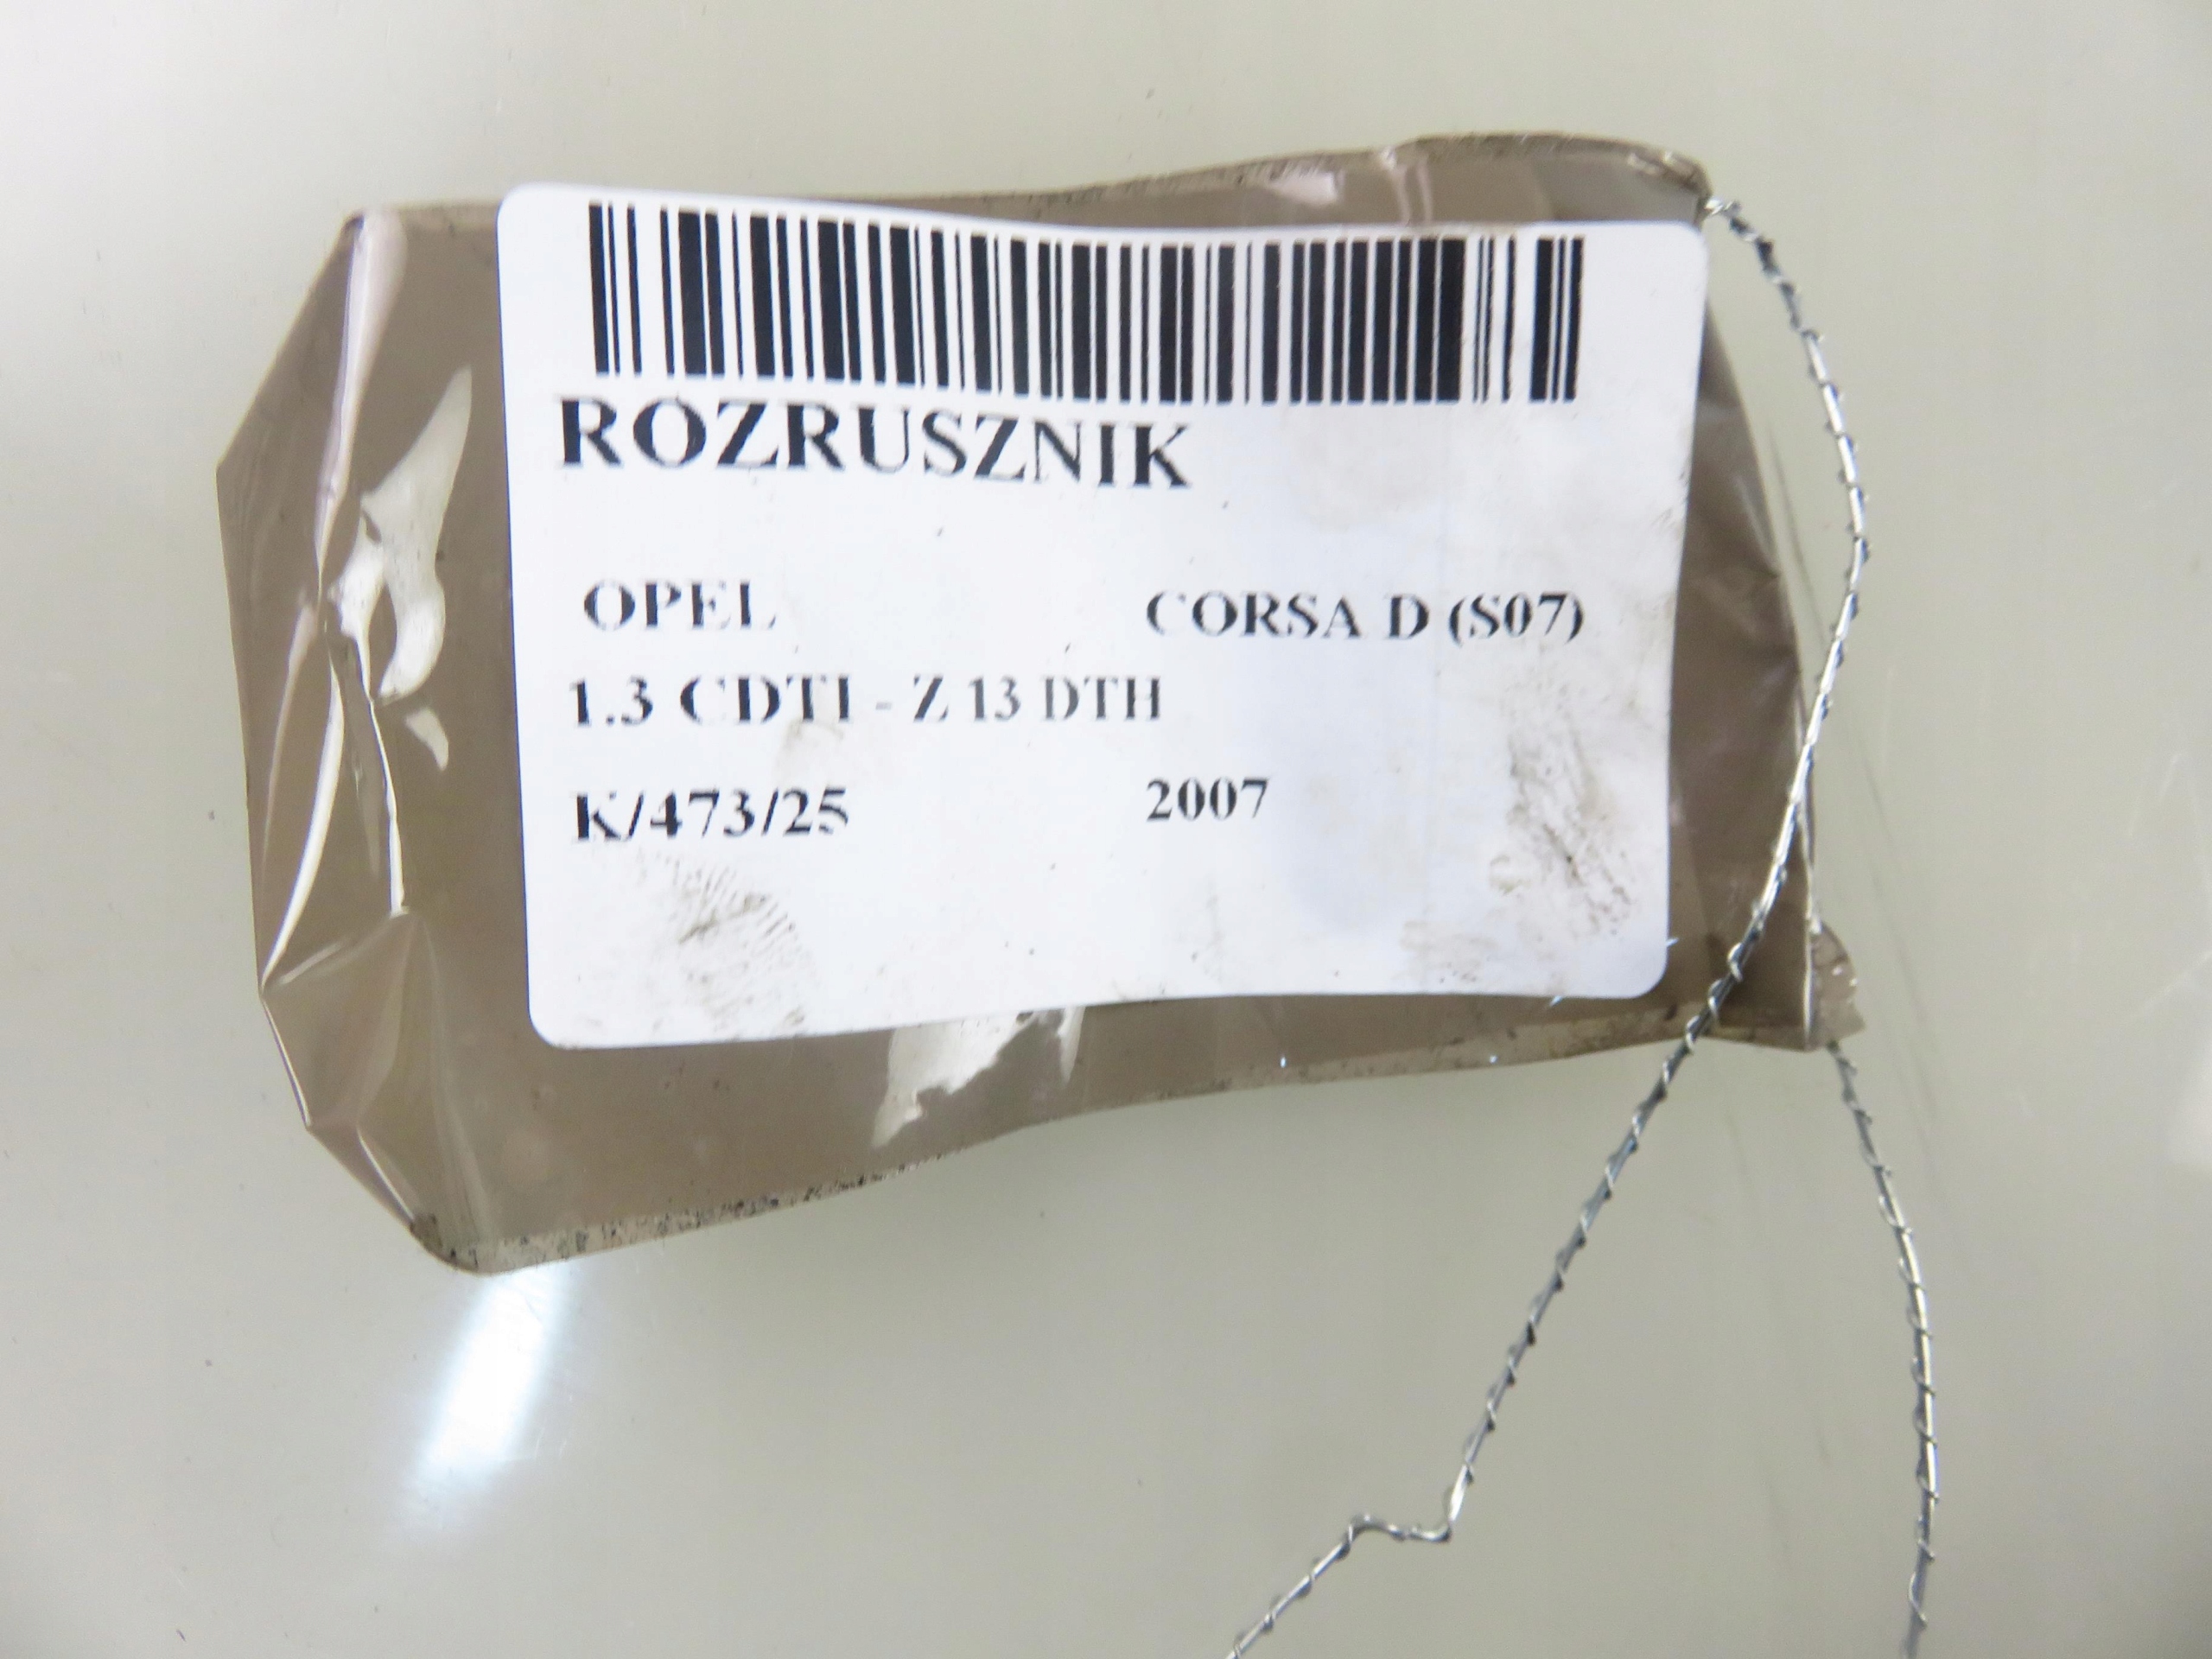 ROZRUSZNIK
OPEL CORSA D (S07)
1.3 CDTI - Z 13 DTH
K/473/25 2007